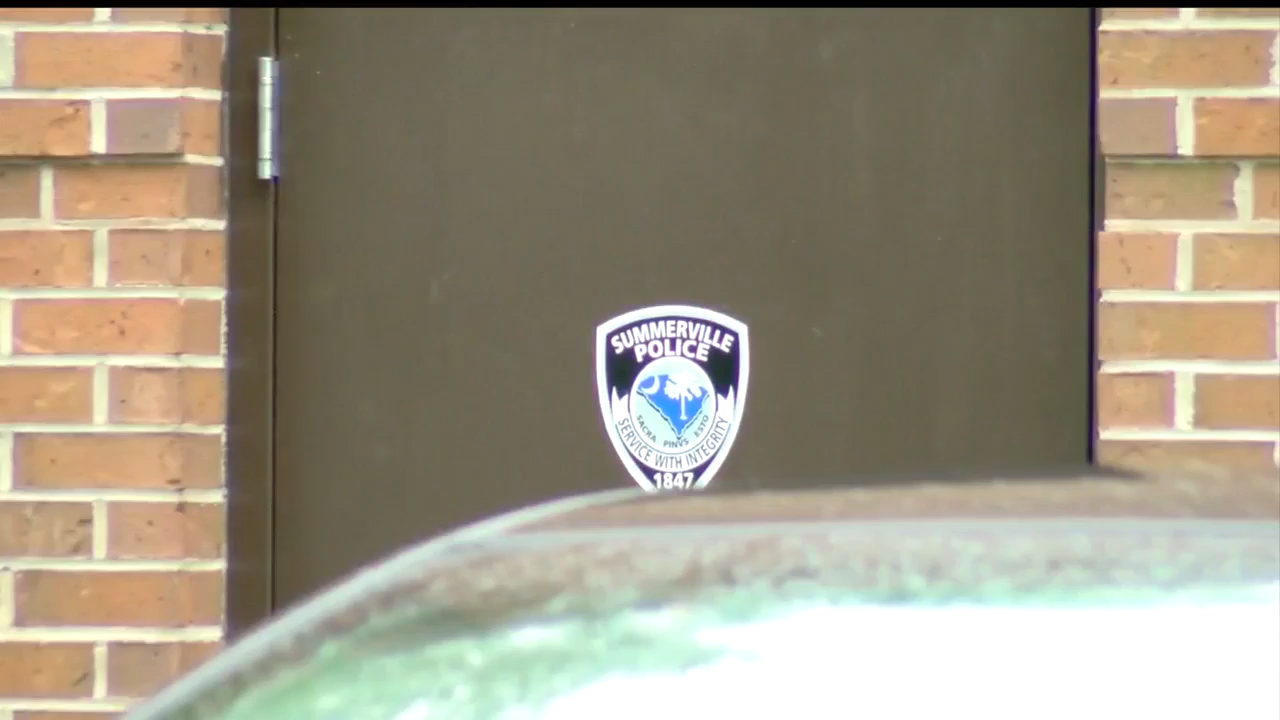 SUMMERVILLE
POLICE
SACRA PINVS ESTO
SERVICE WITH INTEGRITY
1847